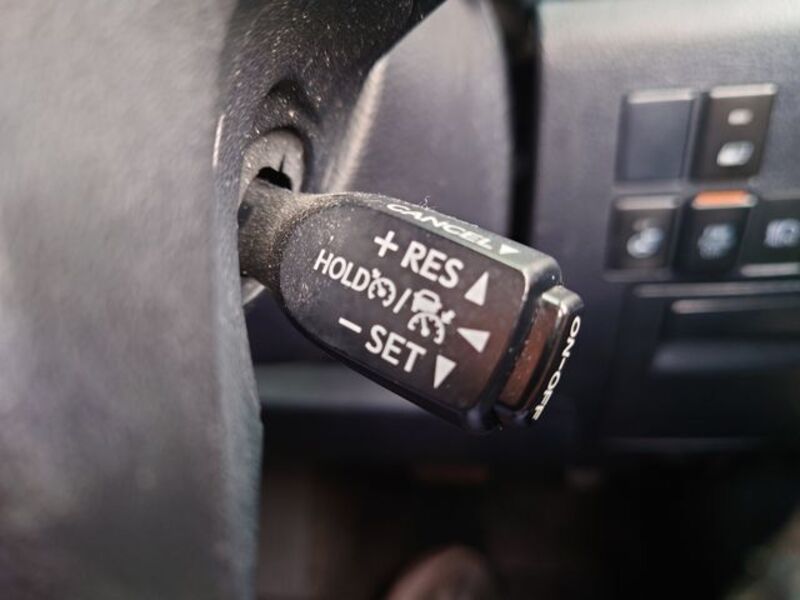 CANCEL▼
+ RES ▲
HOLD /
− SET ▼
ON-OFF